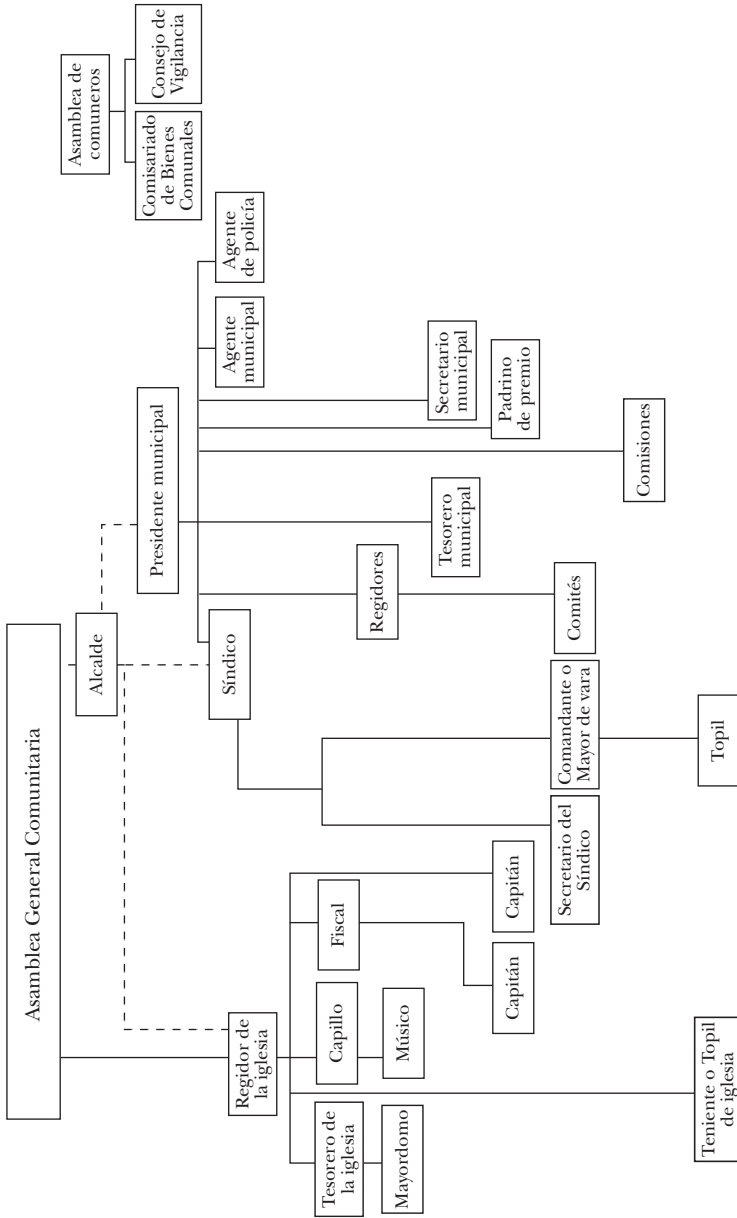 Asamblea General Comunitaria
Alcalde
Asamblea de
comuneros
Presidente municipal
Comisariado
de Bienes
Comunales
Consejo de
Vigilancia
Regidor de
la iglesia
Síndico
Agente
municipal
Agente
de policía
Tesorero de
la iglesia
Capillo
Fiscal
Regidores
Mayordomo
Músico
Tesorero
municipal
Secretario
municipal
Capitán
Capitán
Padrino
de premio
Secretario del
Síndico
Comandante o
Mayor de vara
Comités
Comisiones
Teniente o Topil
de iglesia
Topil